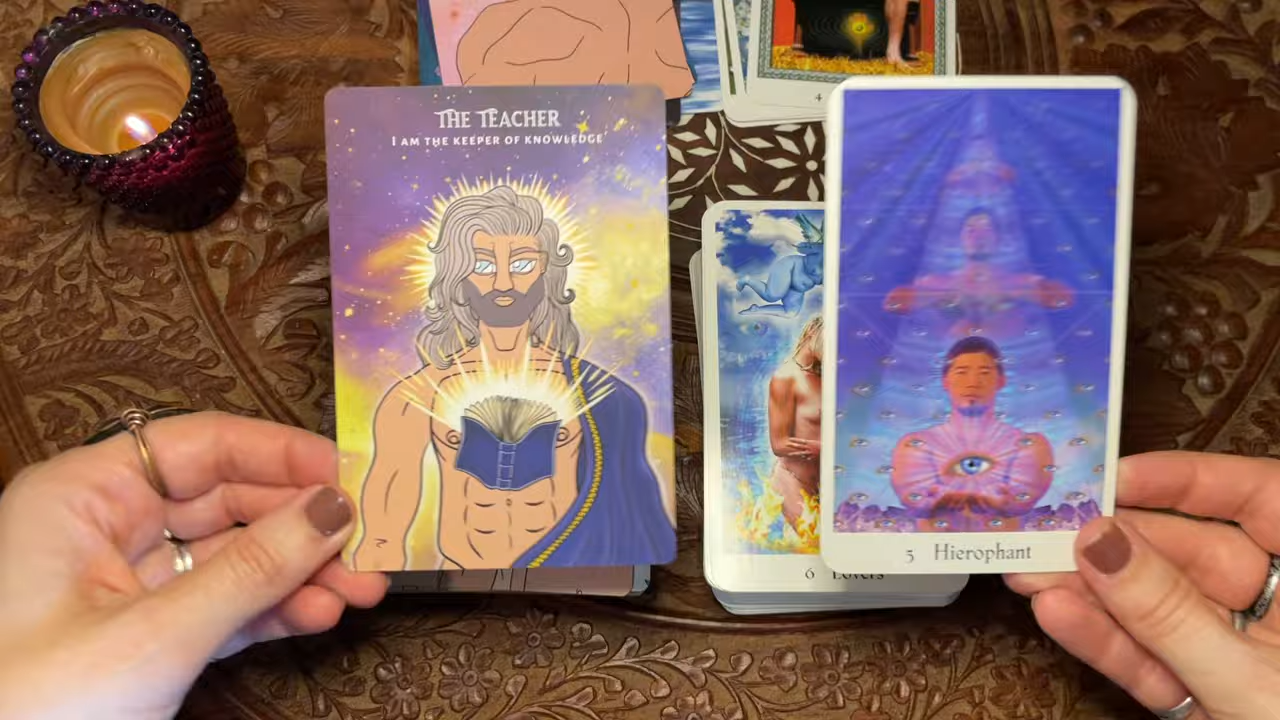 THE TEACHER
I AM THE KEEPER OF KNOWLEDGE
4
5 Hierophant
6 Lovers